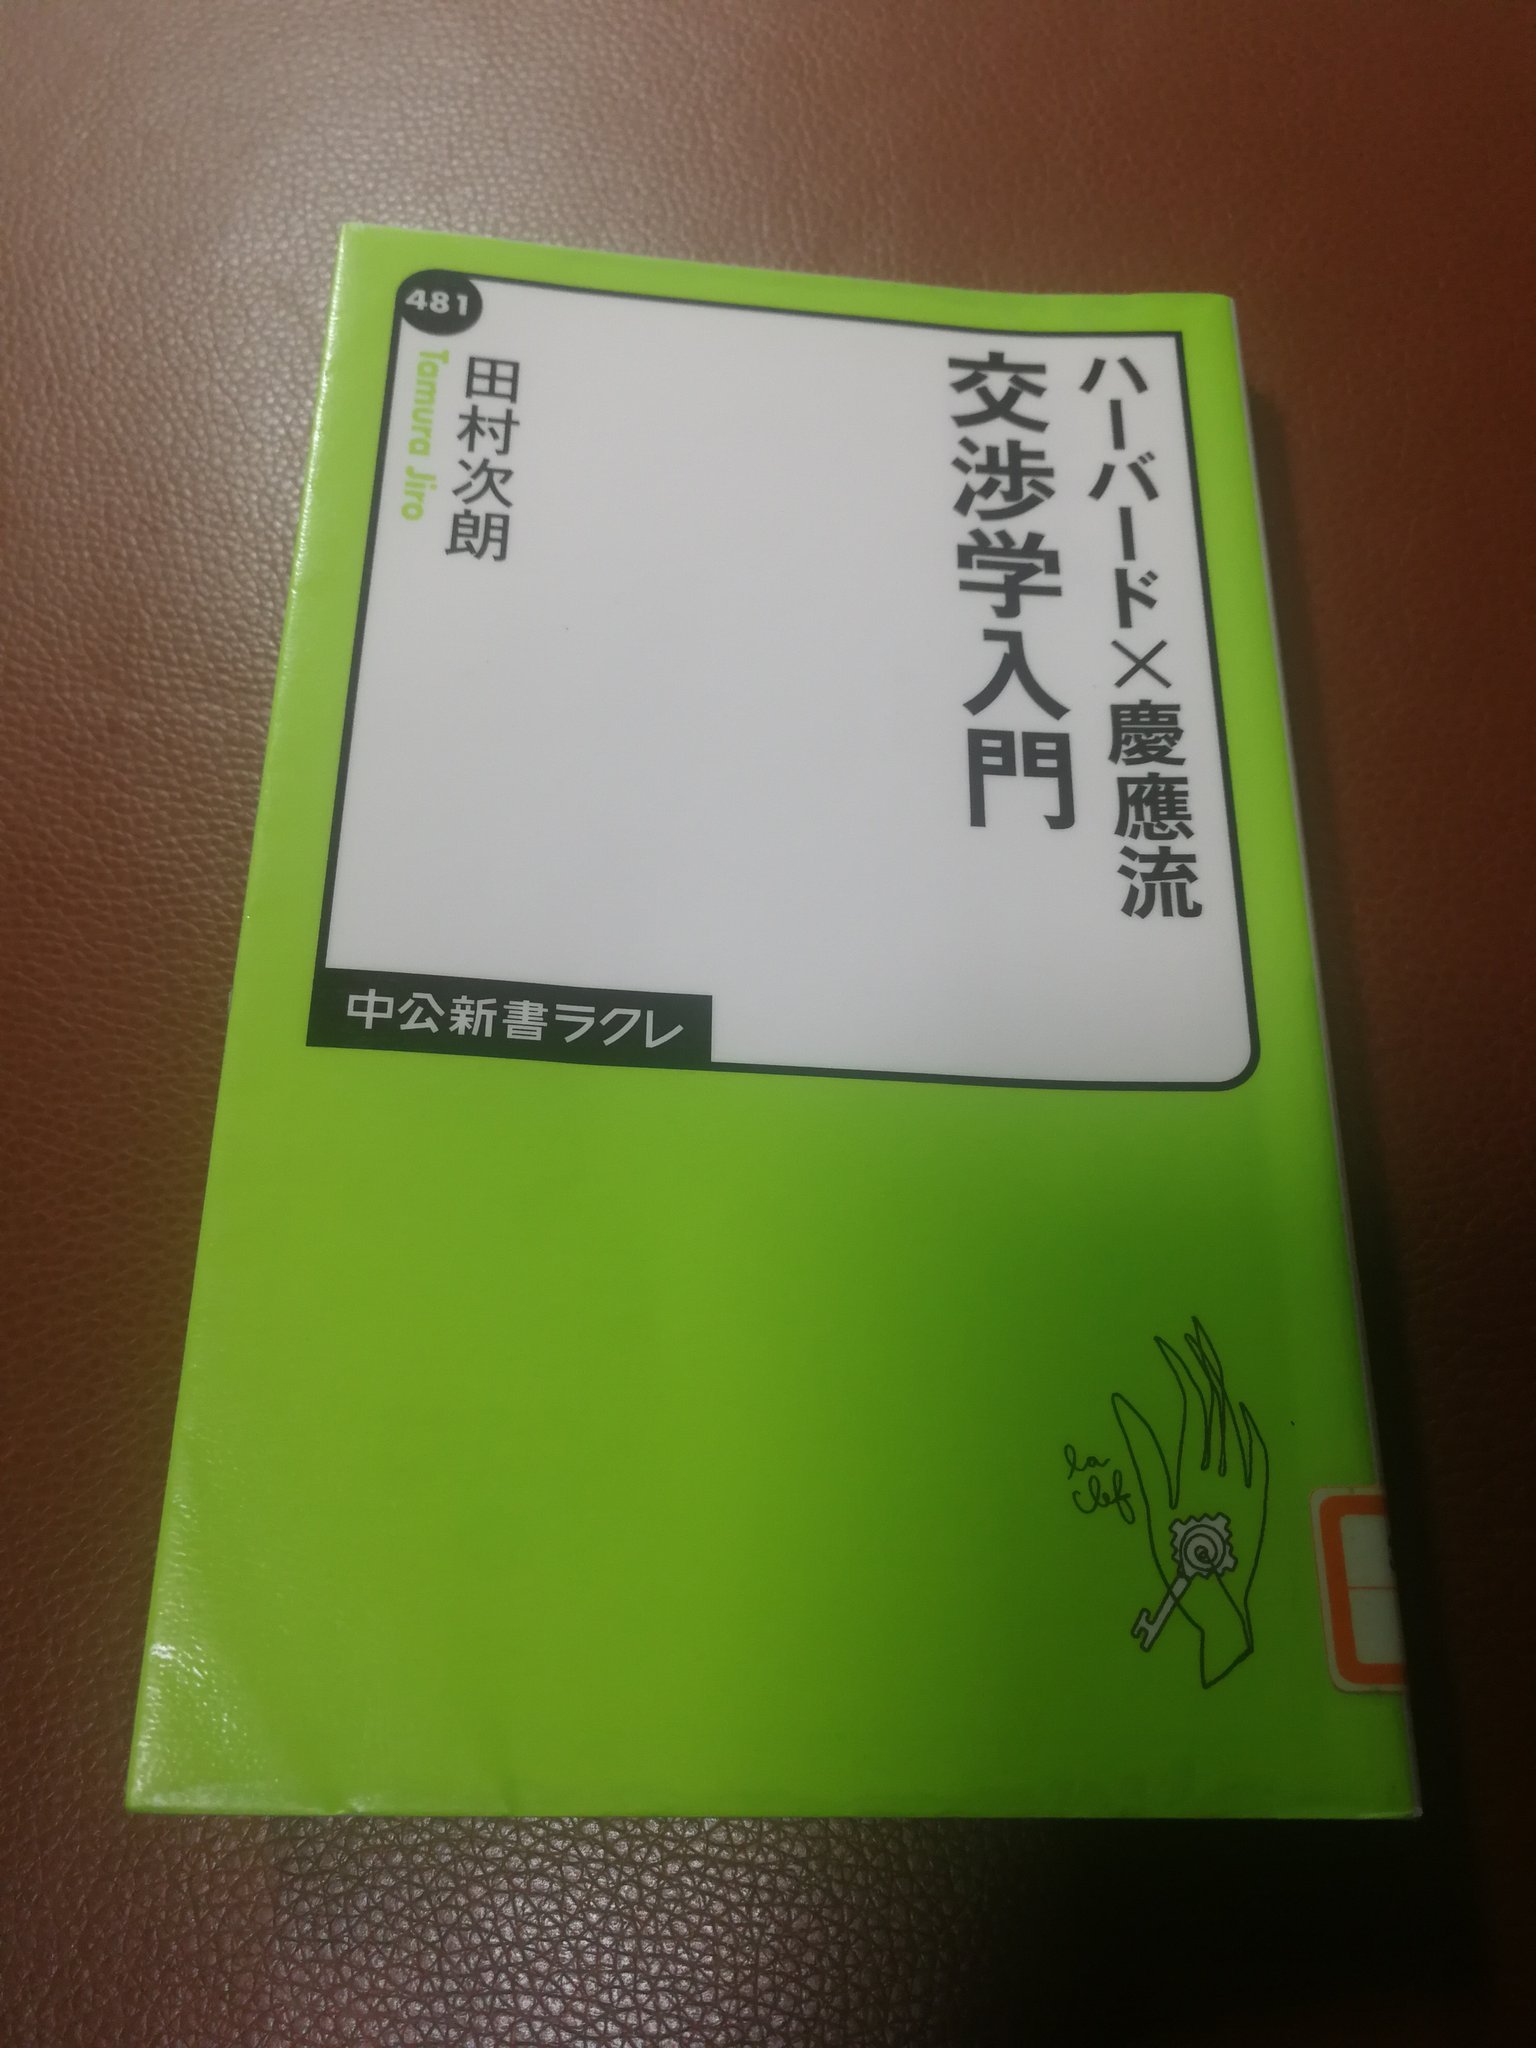 ハーバード×慶應流
交渉学入門
田村次朗
Tamura Jiro
481
中公新書ラクレ
la
clef